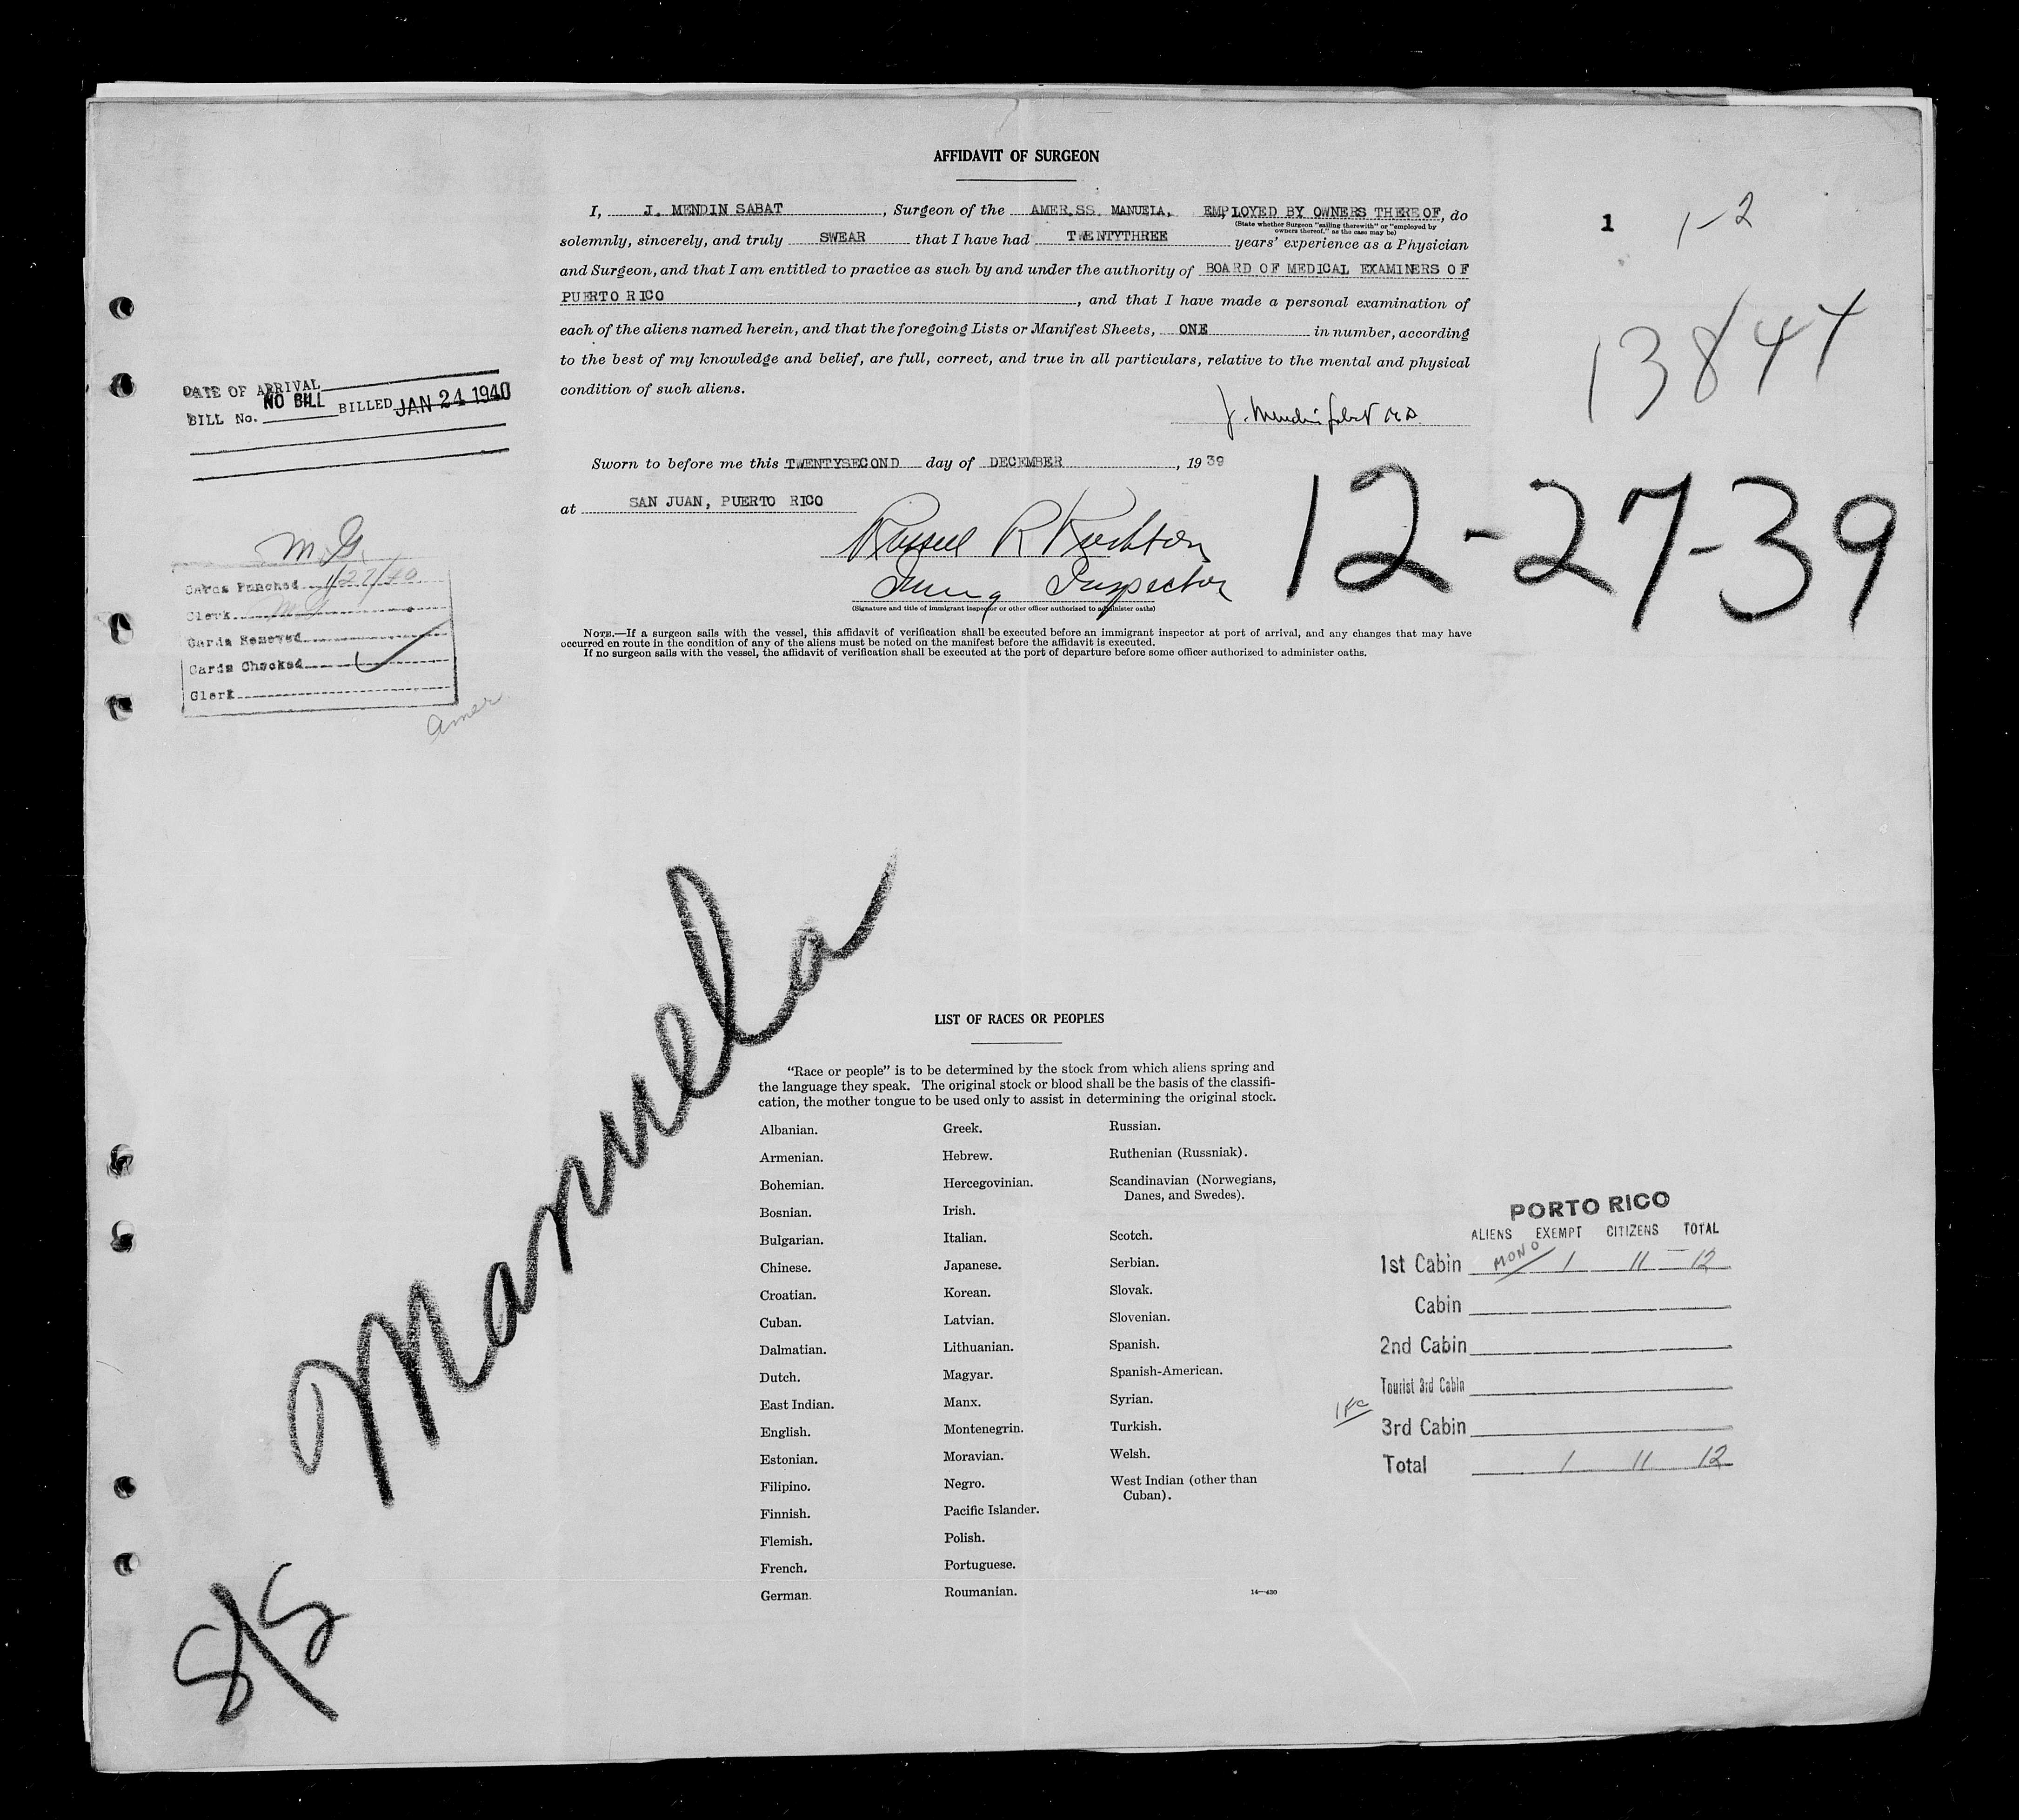 AFFIDAVIT OF SURGEON
I, J. MENDIN SABAT, Surgeon of the AMER.SS. MANUELA, EMPLOYED BY OWNERS THEREOF, do
(State whether Surgeon "sailing therewith" or "employed by
owners thereof," as the case may be)
solemnly, sincerely, and truly SWEAR that I have had TWENTYTHREE years' experience as a Physician
and Surgeon, and that I am entitled to practice as such by and under the authority of BOARD OF MEDICAL EXAMINERS OF
PUERTO RICO, and that I have made a personal examination of
each of the aliens named herein, and that the foregoing Lists or Manifest Sheets, ONE in number, according
to the best of my knowledge and belief, are full, correct, and true in all particulars, relative to the mental and physical
condition of such aliens.
Sworn to before me this TWENTYSECOND day of DECEMBER, 1939
at SAN JUAN, PUERTO RICO
Russel R
Inspector
(Signature and title of immigrant inspector or other officer authorized to administer oaths)
NOTE.—If a surgeon sails with the vessel, this affidavit of verification shall be executed before an immigrant inspector at port of arrival, and any changes that may have
occurred en route in the condition of any of the aliens must be noted on the manifest before the affidavit is executed.
If no surgeon sails with the vessel, the affidavit of verification shall be executed at the port of departure before some officer authorized to administer oaths.
1
1-2
13844
12-27-39
DATE OF ARRIVAL
BILL No. NO BILL BILLED JAN 24 1940
M.G.
Cards Punched 1/27/40
Clerk M.G.
Cards Removed
Cards Checked
Clerk
Amer
S/S
Manuela
LIST OF RACES OR PEOPLES
"Race or people" is to be determined by the stock from which aliens spring and
the language they speak. The original stock or blood shall be the basis of the classifi-
cation, the mother tongue to be used only to assist in determining the original stock.
Albanian.
Armenian.
Bohemian.
Bosnian.
Bulgarian.
Chinese.
Croatian.
Cuban.
Dalmatian.
Dutch.
East Indian.
English.
Estonian.
Filipino.
Finnish.
Flemish.
French.
German.
Greek.
Hebrew.
Hercegovinian.
Irish.
Italian.
Japanese.
Korean.
Latvian.
Lithuanian.
Magyar.
Manx.
Montenegrin.
Moravian.
Negro.
Pacific Islander.
Polish.
Portuguese.
Roumanian.
Russian.
Ruthenian (Russniak).
Scandinavian (Norwegians,
Danes, and Swedes).
Scotch.
Serbian.
Slovak.
Slovenian.
Spanish.
Spanish-American.
Syrian.
Turkish.
Welsh.
West Indian (other than
Cuban).
14—430
PORTO RICO
ALIENS EXEMPT CITIZENS TOTAL
1st Cabin MONO 1 11 - 12
Cabin
2nd Cabin
Tourist 3rd Cabin
3rd Cabin
Total 1 11 12